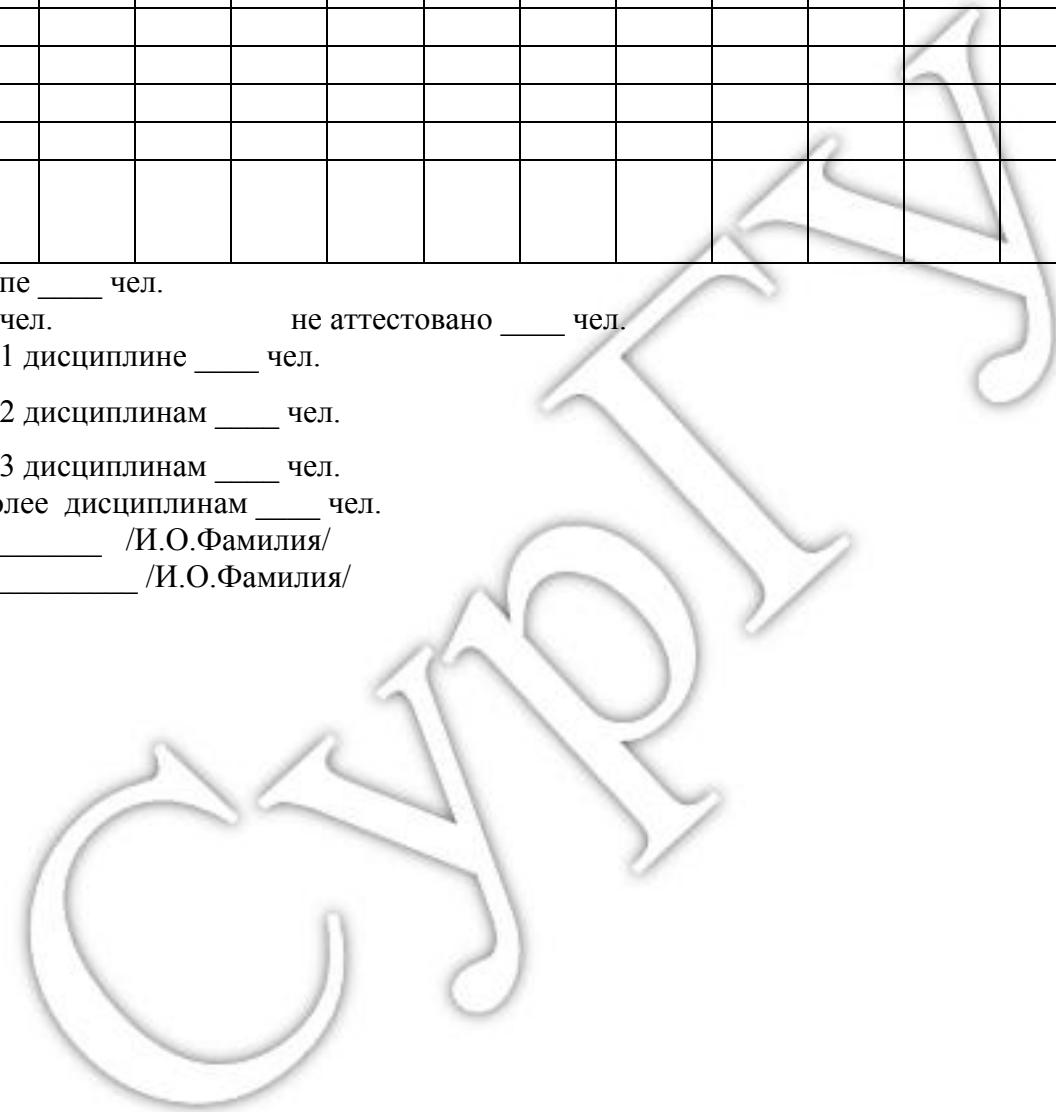 пе ____ чел.
чел. не аттестовано ____ чел.
1 дисциплине ____ чел.
2 дисциплинам ____ чел.
3 дисциплинам ____ чел.
олее дисциплинам ____ чел.
_______ /И.О.Фамилия/
_________ /И.О.Фамилия/
СурГУ